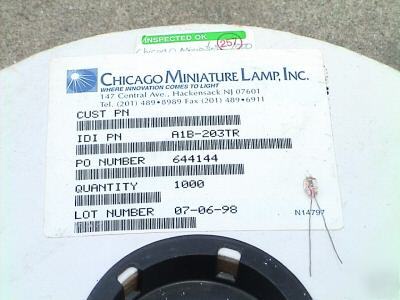 INSPECTED OK
257
CHICAGO MINIATURE LAMP, INC.
WHERE INNOVATION COMES TO LIGHT
147 Central Ave., Hackensack NJ 07601
Tel. (201) 489•8989 Fax (201) 489•6911
CUST PN
IDI PN A1B-203TR
PO NUMBER 644144
QUANTITY 1000
LOT NUMBER 07-06-98
N14797